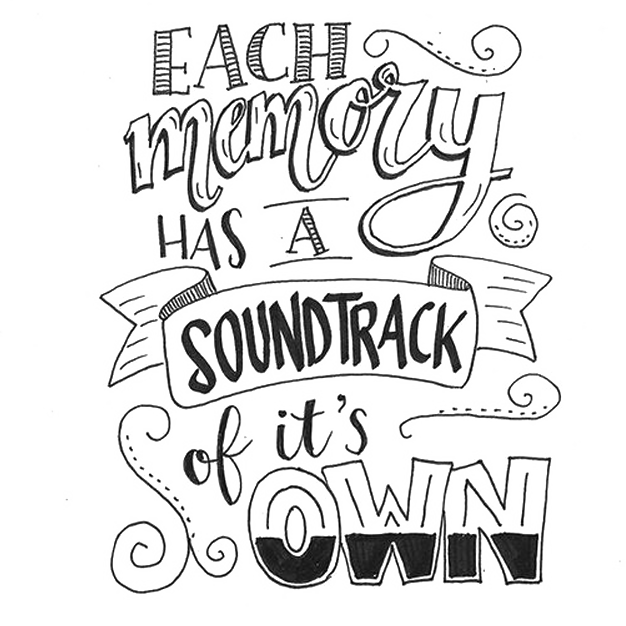 EACH
memory
HAS A
SOUNDTRACK
of it's
OWN